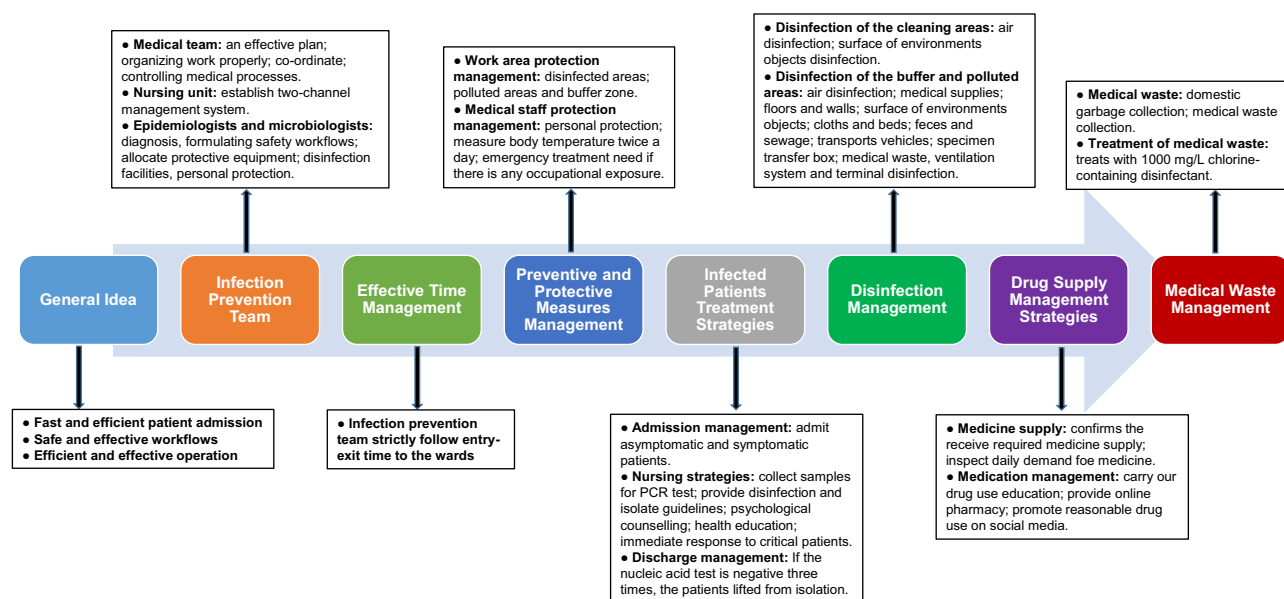 ● Medical team: an effective plan;
organizing work properly; co-ordinate;
controlling medical processes.
● Nursing unit: establish two-channel
management system.
● Epidemiologists and microbiologists:
diagnosis, formulating safety workflows;
allocate protective equipment; disinfection
facilities, personal protection.
● Work area protection
management: disinfected areas;
polluted areas and buffer zone.
● Medical staff protection
management: personal protection;
measure body temperature twice a
day; emergency treatment need if
there is any occupational exposure.
● Disinfection of the cleaning areas: air
disinfection; surface of environments
objects disinfection.
● Disinfection of the buffer and polluted
areas: air disinfection; medical supplies;
floors and walls; surface of environments
objects; cloths and beds; feces and
sewage; transports vehicles; specimen
transfer box; medical waste, ventilation
system and terminal disinfection.
● Medical waste: domestic
garbage collection; medical waste
collection.
● Treatment of medical waste:
treats with 1000 mg/L chlorine-
containing disinfectant.
General Idea
Infection
Prevention
Team
Effective Time
Management
Preventive and
Protective
Measures
Management
Infected
Patients
Treatment
Strategies
Disinfection
Management
Drug Supply
Management
Strategies
Medical Waste
Management
● Fast and efficient patient admission
● Safe and effective workflows
● Efficient and effective operation
● Infection prevention
team strictly follow entry-
exit time to the wards
● Admission management: admit
asymptomatic and symptomatic
patients.
● Nursing strategies: collect samples
for PCR test; provide disinfection and
isolate guidelines; psychological
counselling; health education;
immediate response to critical patients.
● Discharge management: If the
nucleic acid test is negative three
times, the patients lifted from isolation.
● Medicine supply: confirms the
receive required medicine supply;
inspect daily demand foe medicine.
● Medication management: carry our
drug use education; provide online
pharmacy; promote reasonable drug
use on social media.